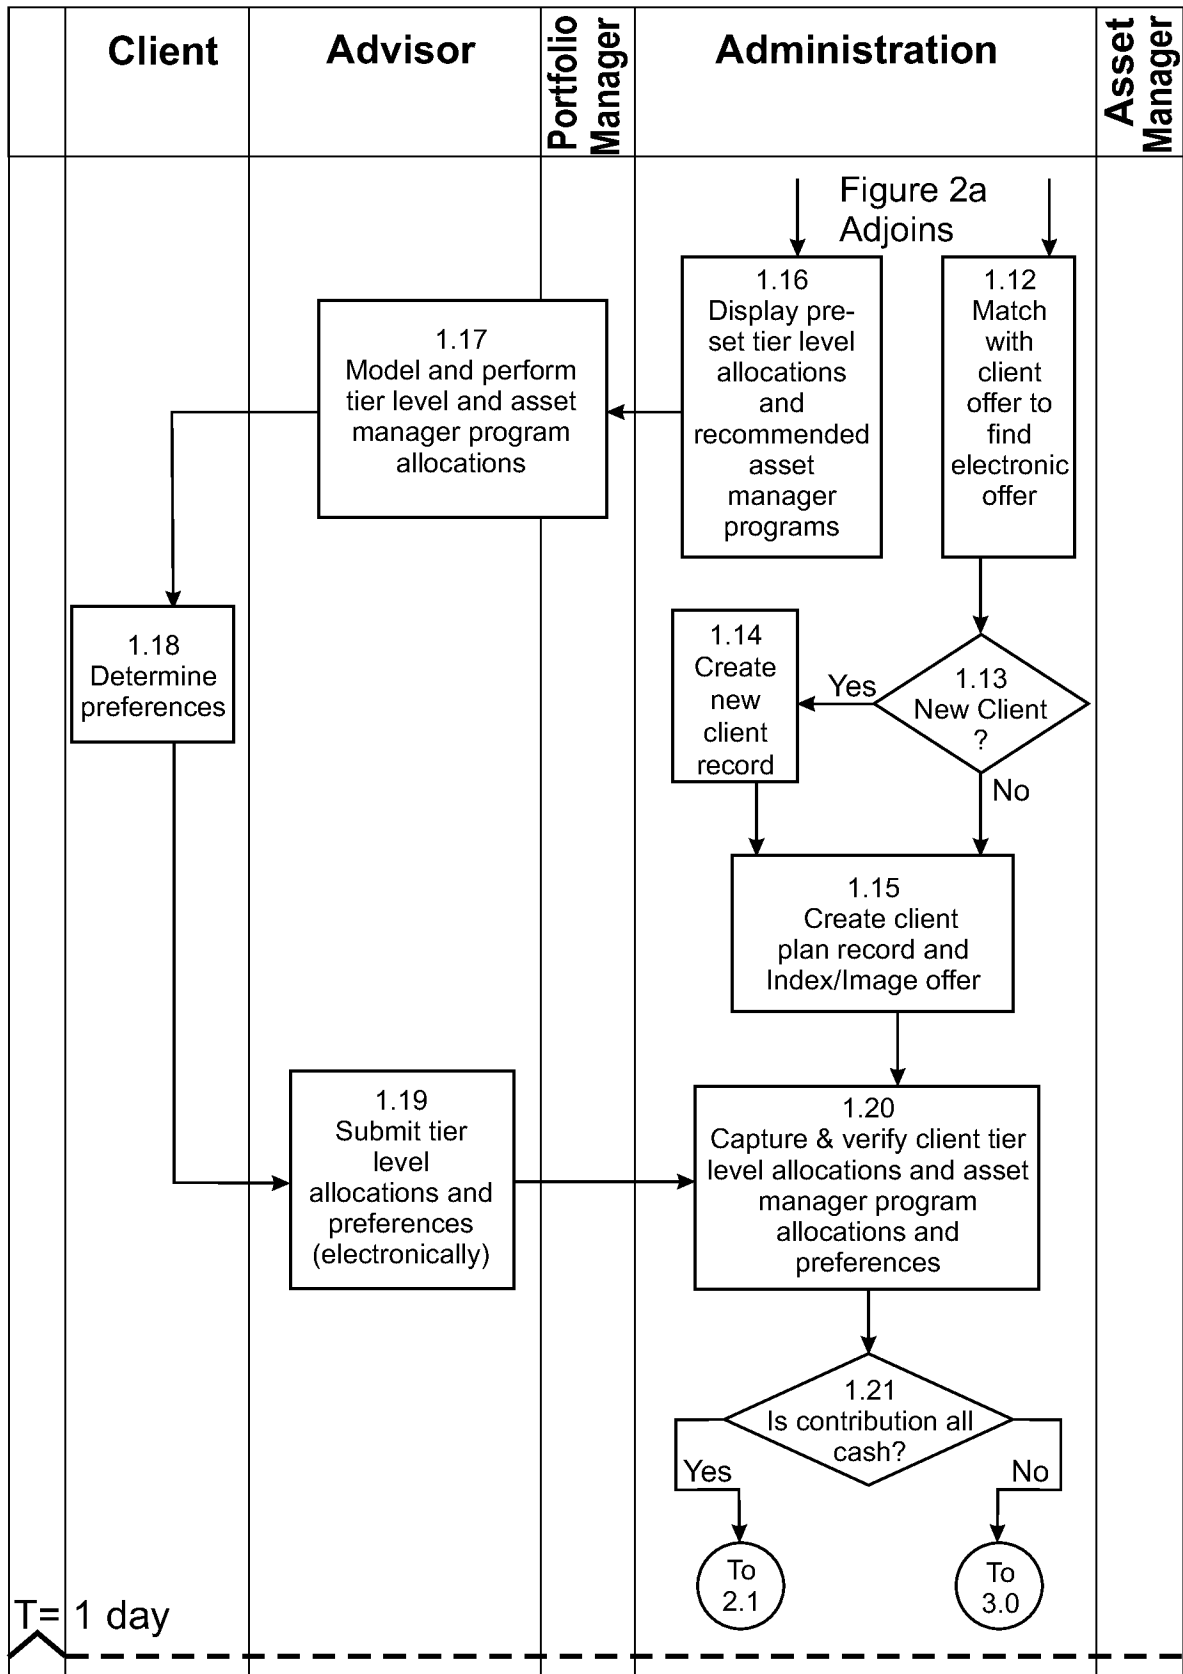 Client
Advisor
Portfolio
Manager
Administration
Asset
Manager
Figure 2a
Adjoins
1.16
Display pre-
set tier level
allocations
and
recommended
asset
manager
programs
1.12
Match
with
client
offer to
find
electronic
offer
1.17
Model and perform
tier level and asset
manager program
allocations
1.18
Determine
preferences
1.14
Create
new
client
record
Yes
1.13
New Client
?
No
1.15
Create client
plan record and
Index/Image offer
1.19
Submit tier
level
allocations and
preferences
(electronically)
1.20
Capture & verify client tier
level allocations and asset
manager program
allocations and
preferences
1.21
Is contribution all
cash?
Yes
No
To
2.1
To
3.0
T= 1 day